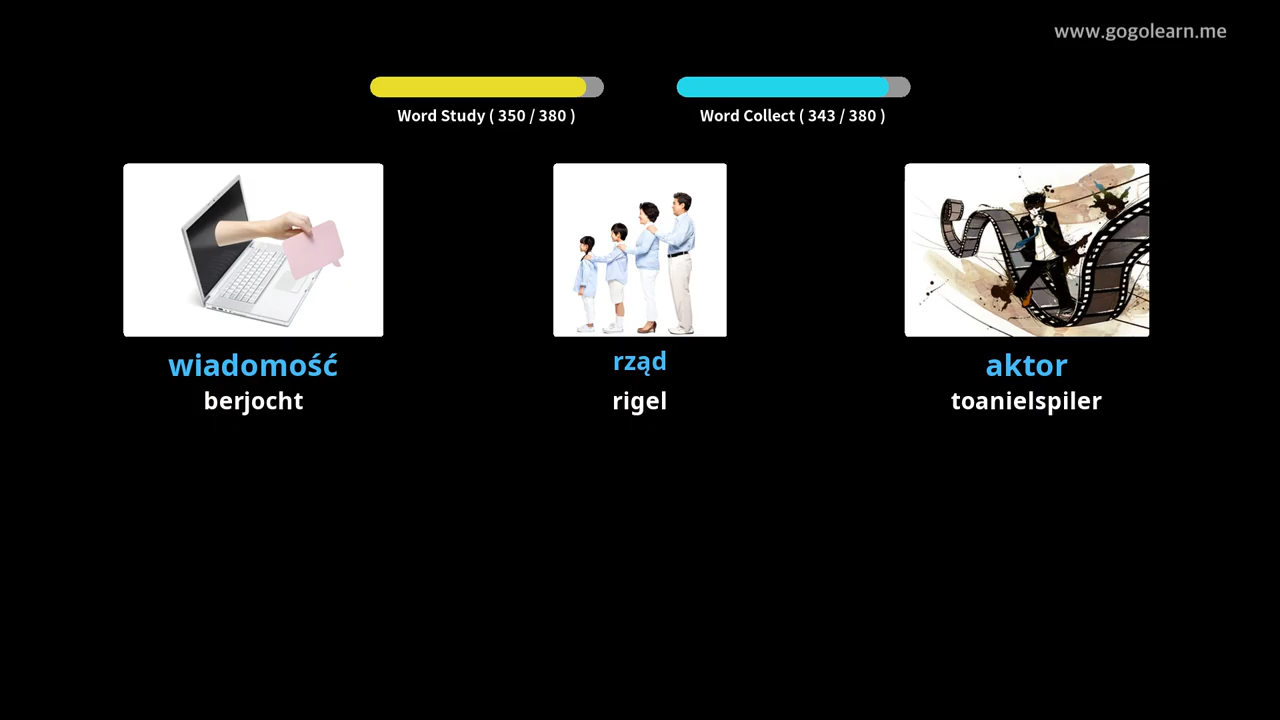 www.gogolearn.me
Word Study ( 350 / 380 )
Word Collect ( 343 / 380 )
wiadomość
berjocht
rząd
rigel
aktor
toanielspiler